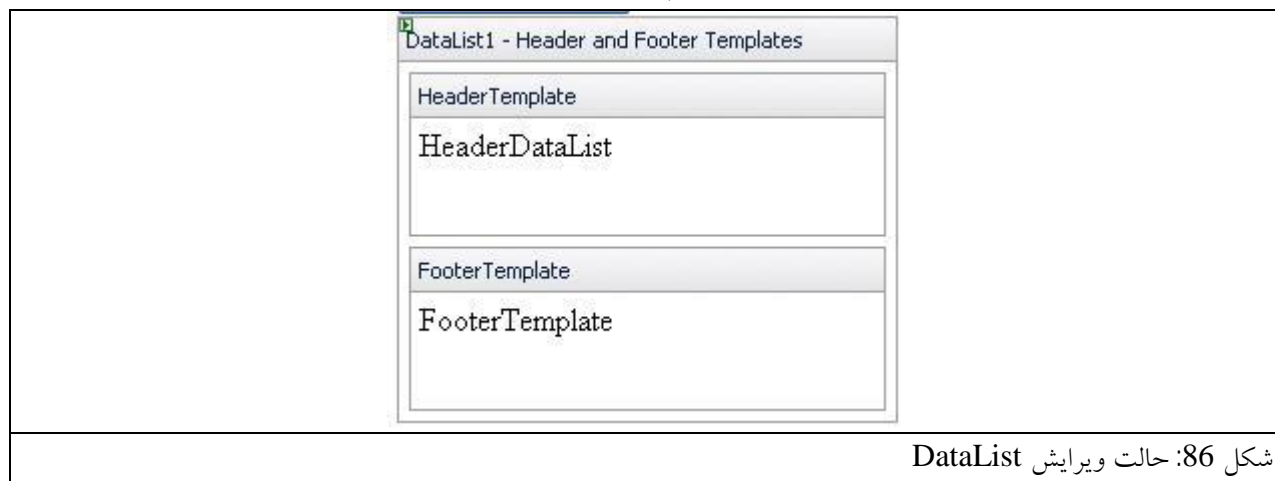 DataList1 - Header and Footer Templates
HeaderTemplate
HeaderDataList
FooterTemplate
FooterTemplate
شکل 86: حالت ویرایش DataList